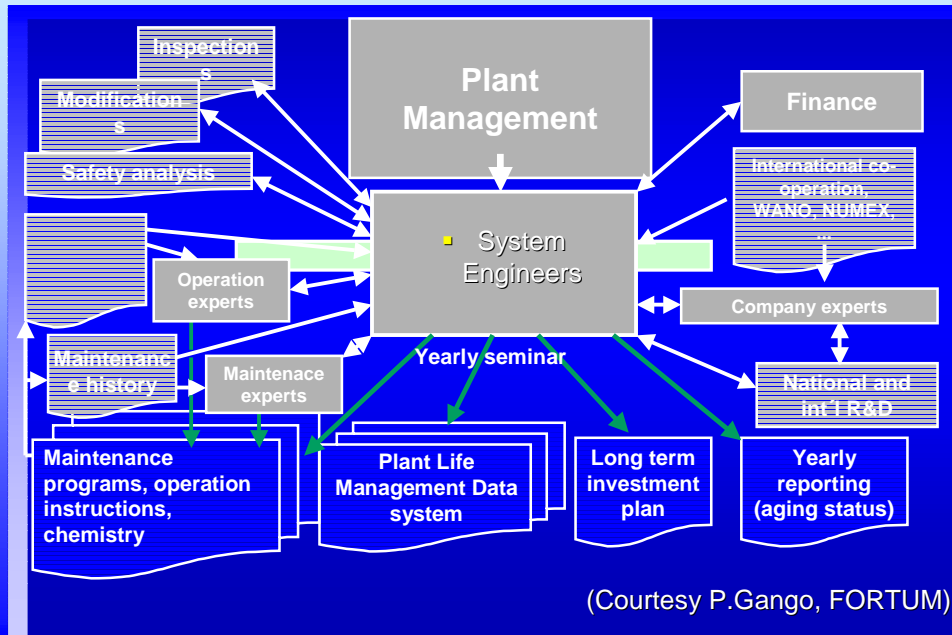 Inspection
s
Modification
s
Safety analysis
Plant
Management
Finance
International co-
operation,
WANO, NUMEX,
...
System
Engineers
Operation
experts
Company experts
Yearly seminar
Maintenanc
e history
Maintenace
experts
National and
int´l R&D
Maintenance
programs, operation
instructions,
chemistry
Plant Life
Management Data
system
Long term
investment
plan
Yearly
reporting
(aging status)
(Courtesy P.Gango, FORTUM)